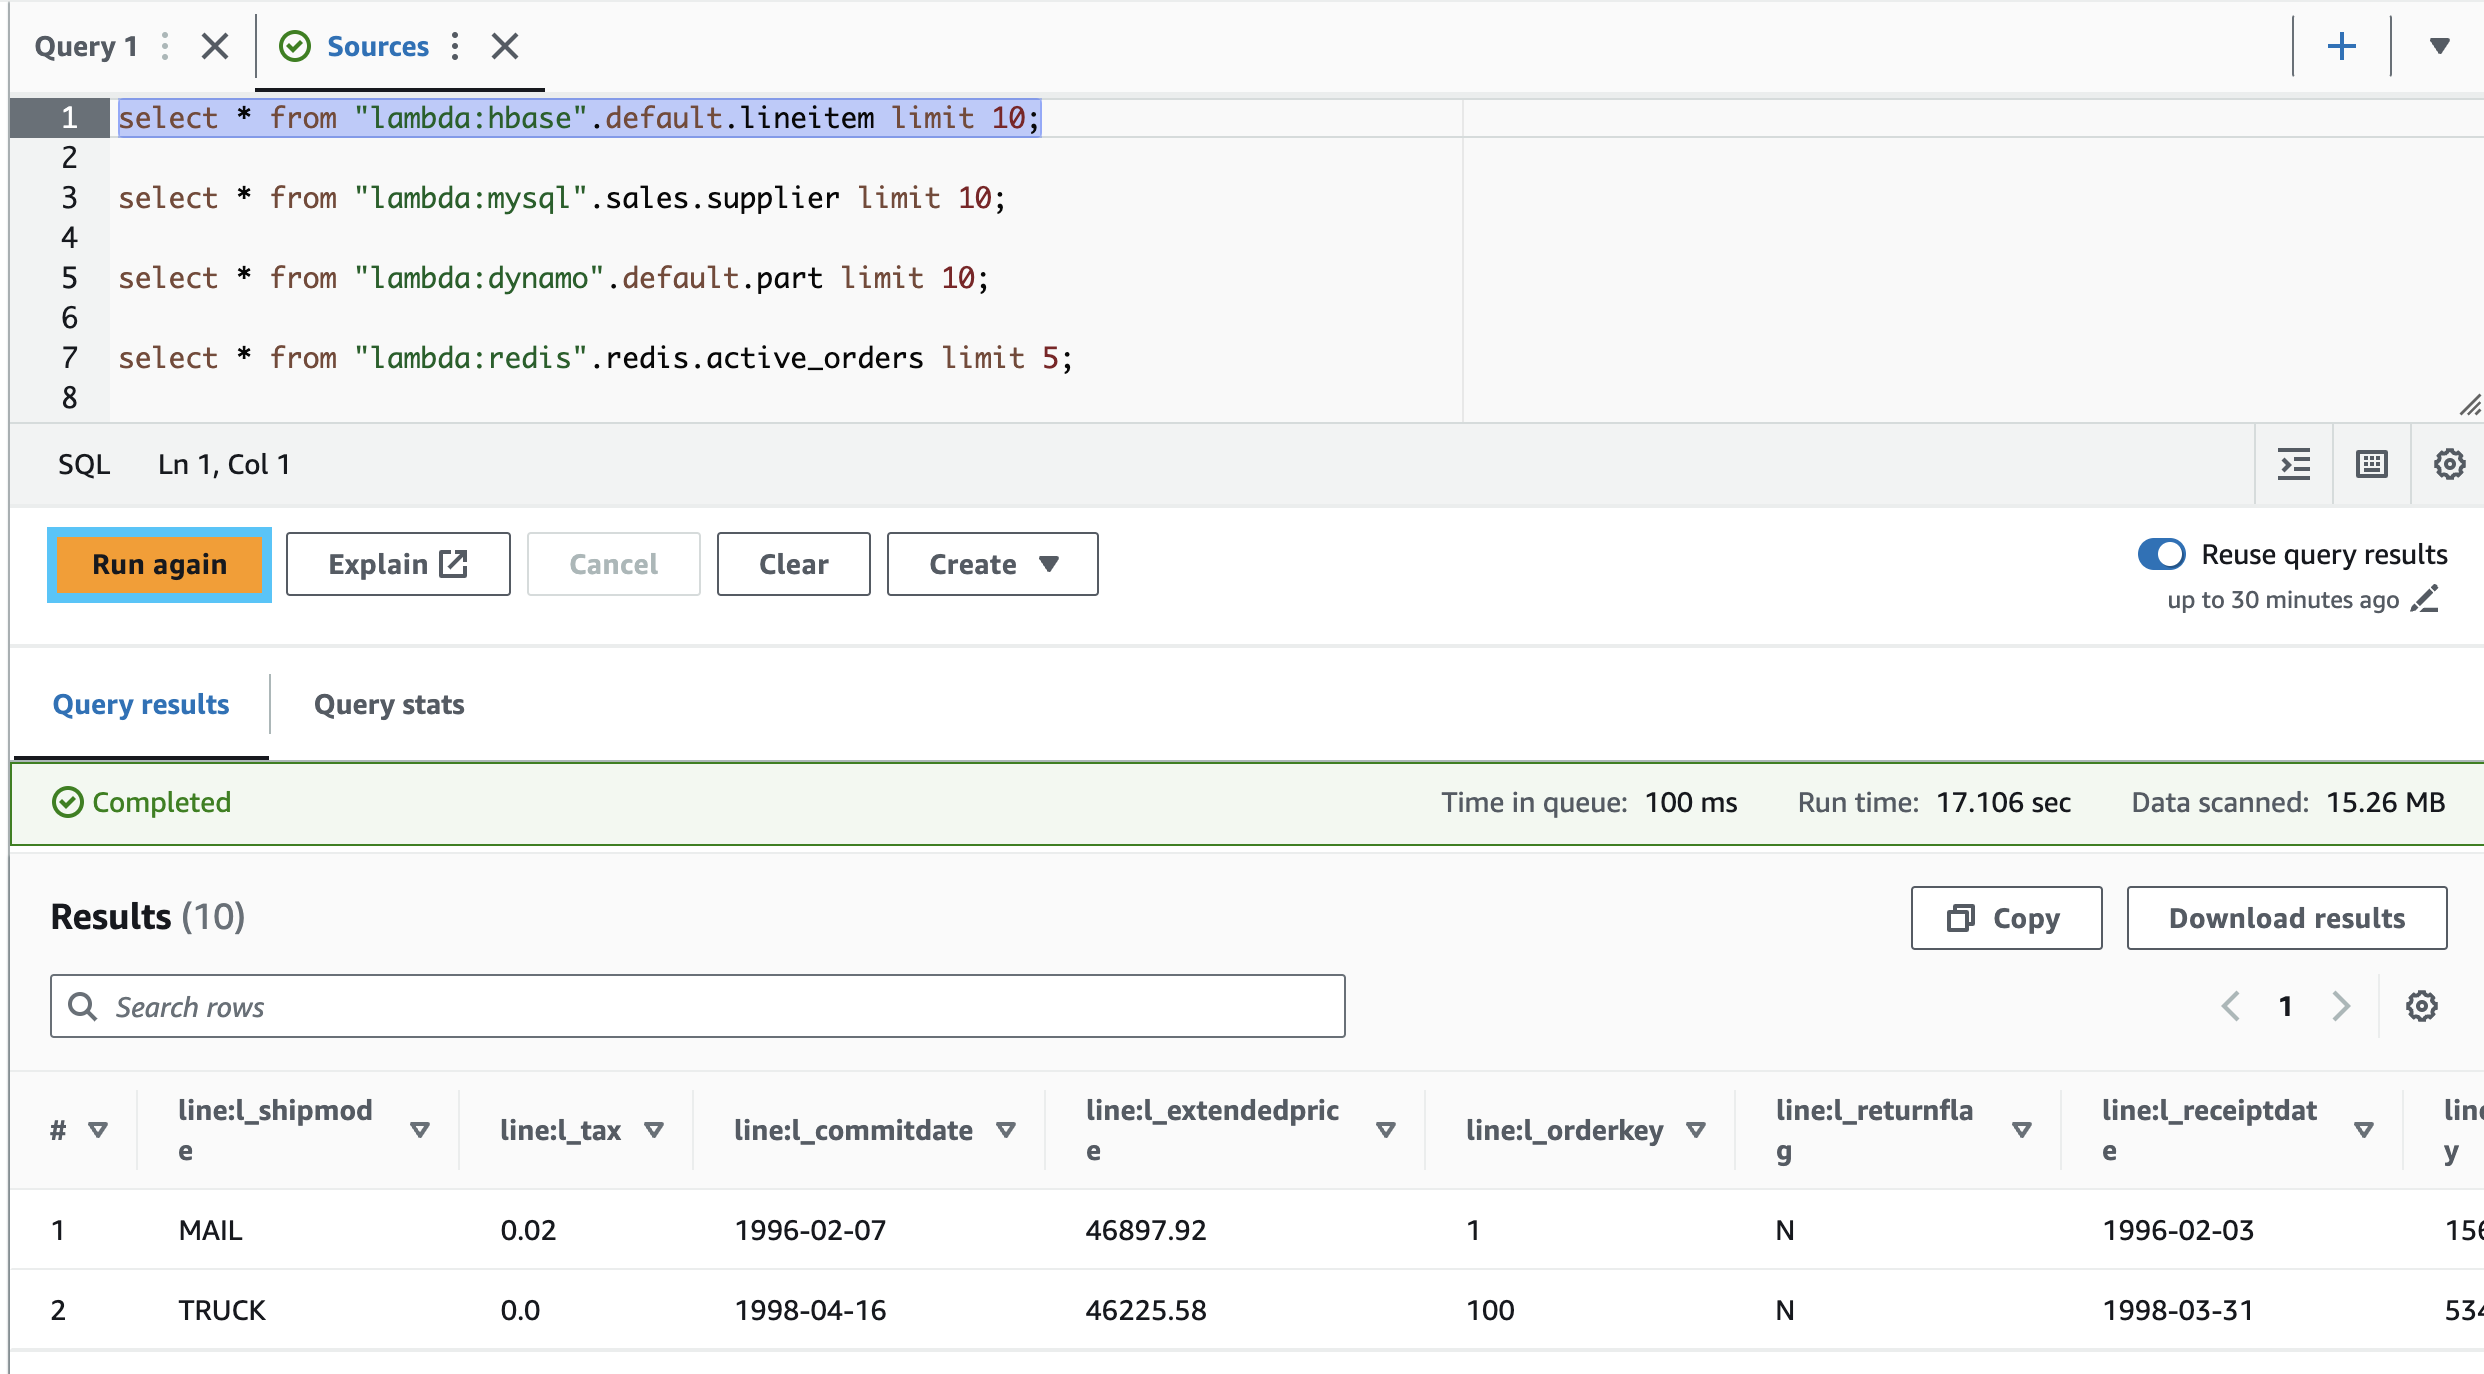 Query 1
Sources
1 select * from "lambda:hbase".default.lineitem limit 10;
2
3 select * from "lambda:mysql".sales.supplier limit 10;
4
5 select * from "lambda:dynamo".default.part limit 10;
6
7 select * from "lambda:redis".redis.active_orders limit 5;
8
SQL Ln 1, Col 1
Run again Explain Cancel Clear Create Reuse query results
up to 30 minutes ago
Query results Query stats
Completed Time in queue: 100 ms Run time: 17.106 sec Data scanned: 15.26 MB
Results (10) Copy Download results
Search rows 1
# line:l_shipmode line:l_tax line:l_commitdate line:l_extendedprice line:l_orderkey line:l_returnflag line:l_receiptdate
1 MAIL 0.02 1996-02-07 46897.92 1 N 1996-02-03
2 TRUCK 0.0 1998-04-16 46225.58 100 N 1998-03-31